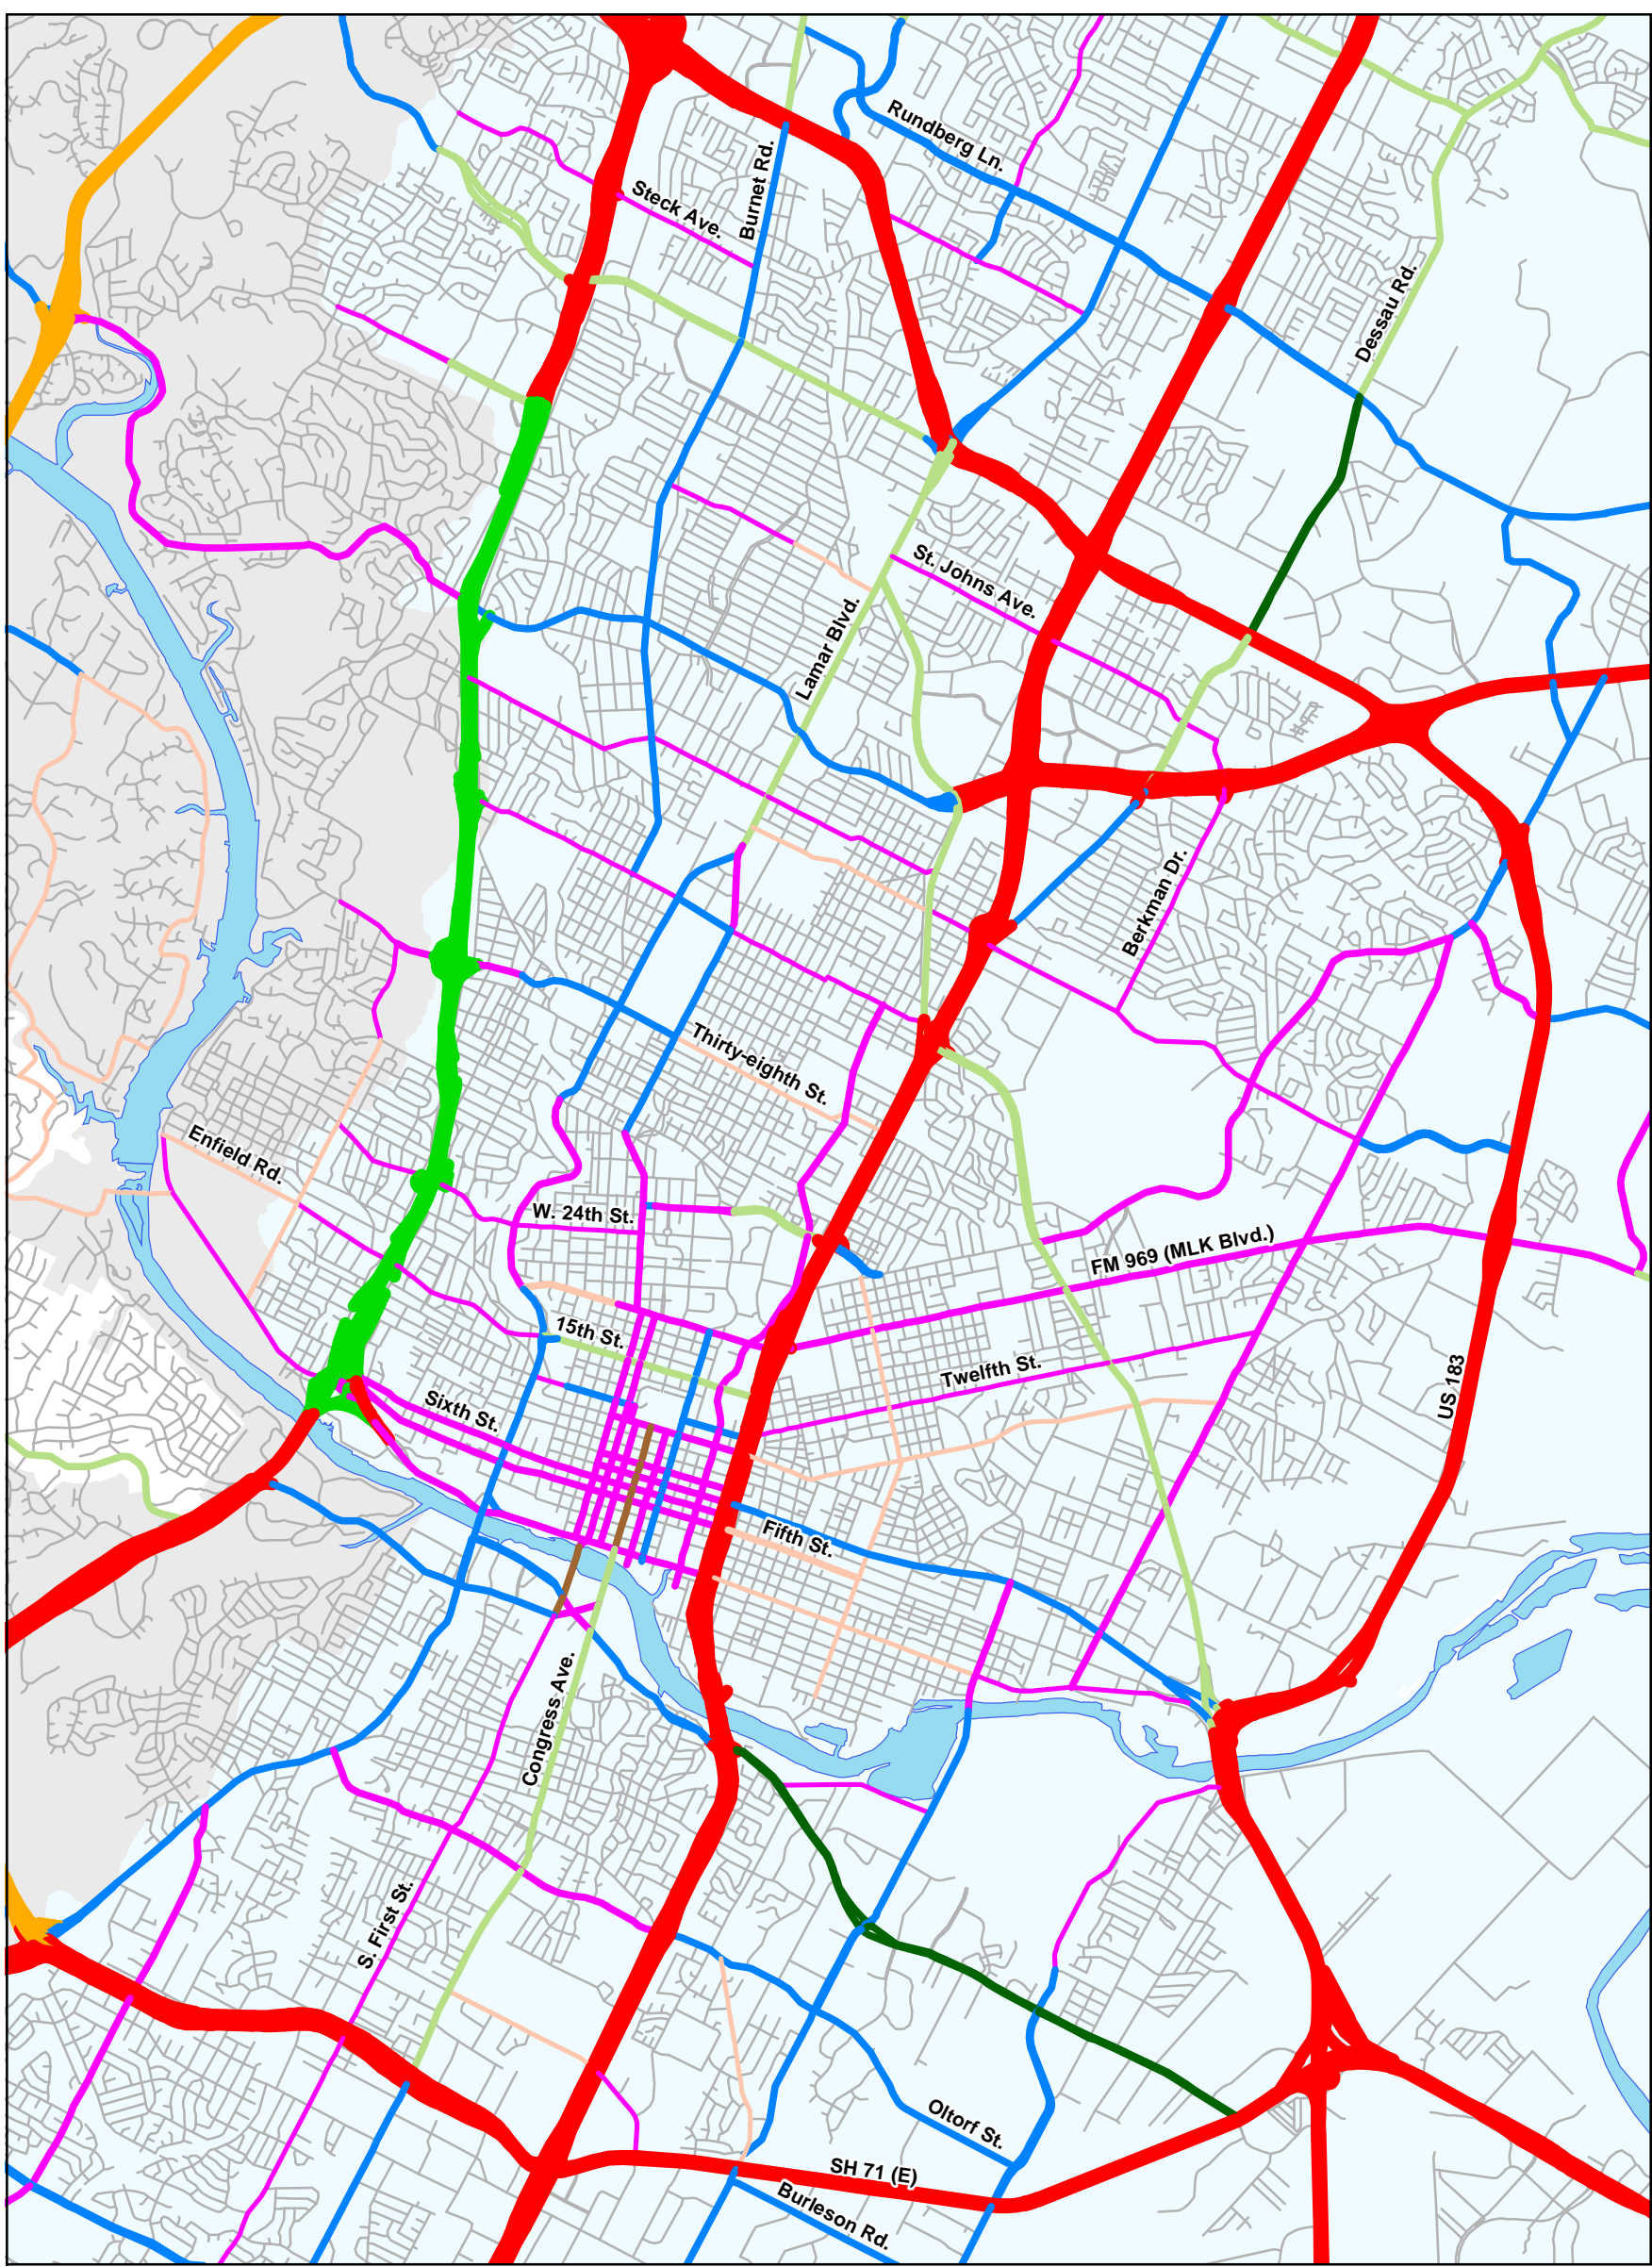 Rundberg Ln.
Burnet Rd.
Steck Ave.
Dessau Rd.
St. Johns Ave.
Lamar Blvd.
Berkman Dr.
Thirty-eighth St.
Enfield Rd.
W. 24th St.
FM 969 (MLK Blvd.)
15th St.
Twelfth St.
US 183
Sixth St.
Fifth St.
Congress Ave.
S. First St.
Oltorf St.
SH 71 (E)
Burleson Rd.